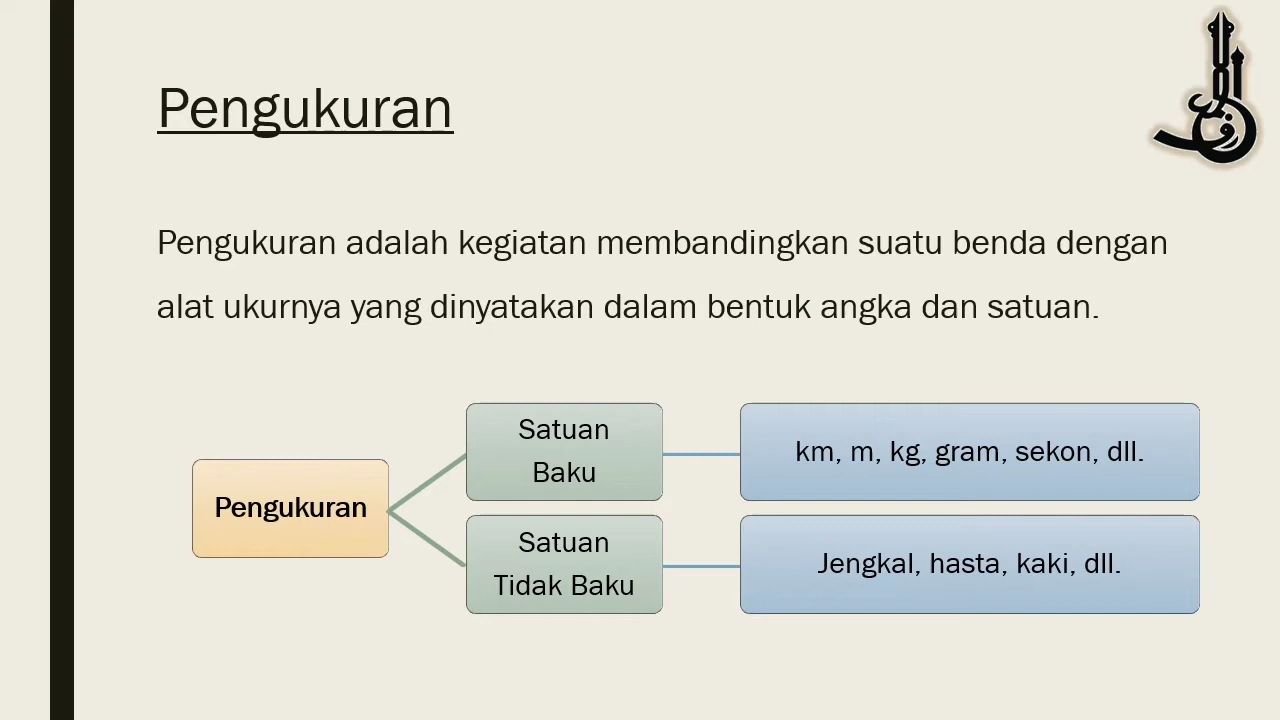 Pengukuran
Pengukuran adalah kegiatan membandingkan suatu benda dengan
alat ukurnya yang dinyatakan dalam bentuk angka dan satuan.
Pengukuran
Satuan
Baku
km, m, kg, gram, sekon, dll.
Satuan
Tidak Baku
Jengkal, hasta, kaki, dll.